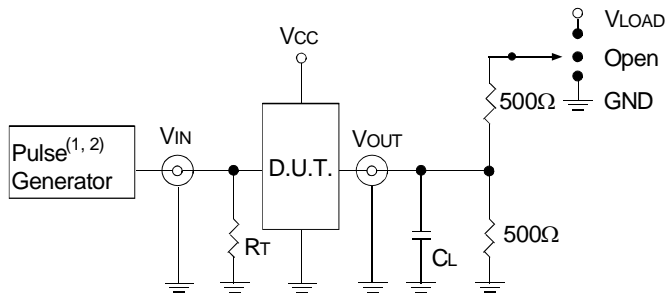 VLOAD
Open
GND
VCC
500Ω
Pulse(1, 2)
Generator
VIN
D.U.T.
VOUT
RT
CL
500Ω